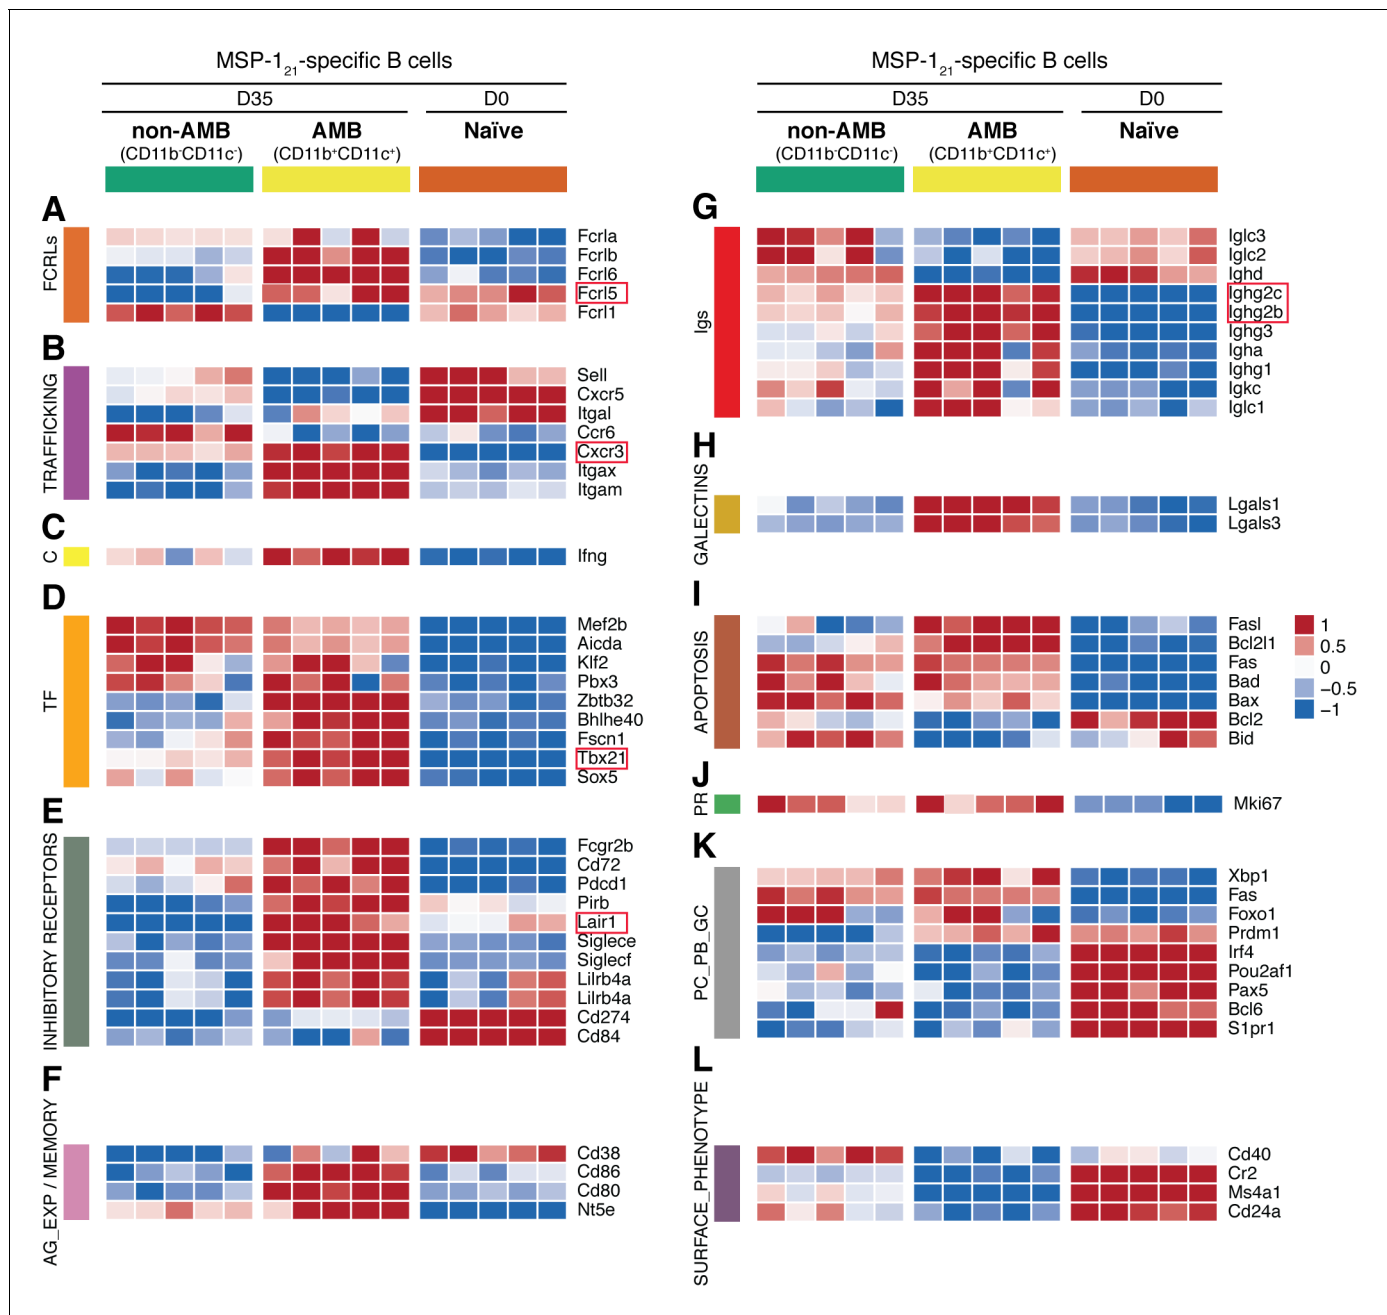 MSP-1₂₁-specific B cells
D35
D0
non-AMB
(CD11b⁻CD11c⁻)
AMB
(CD11b⁺CD11c⁺)
Naïve
A
FCRLs
Fcrla
Fcrlb
Fcrl6
Fcrl5
Fcrl1
B
TRAFFICKING
Sell
Cxcr5
Itgal
Ccr6
Cxcr3
Itgax
Itgam
C
C
Ifng
D
TF
Mef2b
Aicda
Klf2
Pbx3
Zbtb32
Bhlhe40
Fscn1
Tbx21
Sox5
E
INHIBITORY RECEPTORS
Fcgr2b
Cd72
Pdcd1
Pirb
Lair1
Siglece
Siglecf
Lilrb4a
Lilrb4a
Cd274
Cd84
F
AG_EXP / MEMORY
Cd38
Cd86
Cd80
Nt5e
MSP-1₂₁-specific B cells
D35
D0
non-AMB
(CD11b⁻CD11c⁻)
AMB
(CD11b⁺CD11c⁺)
Naïve
G
Igs
Iglc3
Iglc2
Ighd
Ighg2c
Ighg2b
Ighg3
Igha
Ighg1
Igkc
Iglc1
H
GALECTINS
Lgals1
Lgals3
I
APOPTOSIS
Fasl
Bcl2l1
Fas
Bad
Bax
Bcl2
Bid
1
0.5
0
−0.5
−1
J
PR
Mki67
K
PC_PB_GC
Xbp1
Fas
Foxo1
Prdm1
Irf4
Pou2af1
Pax5
Bcl6
S1pr1
L
SURFACE_PHENOTYPE
Cd40
Cr2
Ms4a1
Cd24a